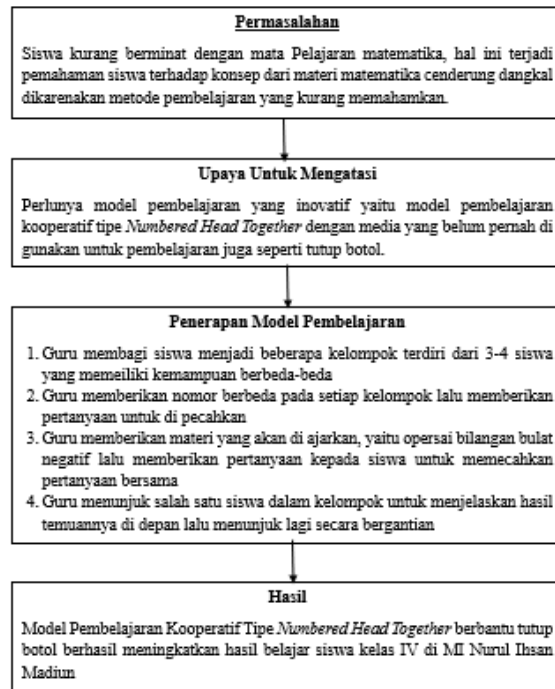 Permasalahan
Siswa kurang berminat dengan mata Pelajaran matematika, hal ini terjadi
pemahaman siswa terhadap konsep dari materi matematika cenderung dangkal
dikarenakan metode pembelajaran yang kurang memahamkan.
Upaya Untuk Mengatasi
Perlunya model pembelajaran yang inovatif yaitu model pembelajaran
kooperatif tipe Numbered Head Together dengan media yang belum pernah di
gunakan untuk pembelajaran juga seperti tutup botol.
Penerapan Model Pembelajaran
1. Guru membagi siswa menjadi beberapa kelompok terdiri dari 3-4 siswa
yang memeiliki kemampuan berbeda-beda
2. Guru memberikan nomor berbeda pada setiap kelompok lalu memberikan
pertanyaan untuk di pecahkan
3. Guru memberikan materi yang akan di ajarkan, yaitu opersai bilangan bulat
negatif lalu memberikan pertanyaan kepada siswa untuk memecahkan
pertanyaan bersama
4. Guru menunjuk salah satu siswa dalam kelompok untuk menjelaskan hasil
temuannya di depan lalu menunjuk lagi secara bergantian
Hasil
Model Pembelajaran Kooperatif Tipe Numbered Head Together berbantu tutup
botol berhasil meningkatkan hasil belajar siswa kelas IV di MI Nurul Ihsan
Madiun